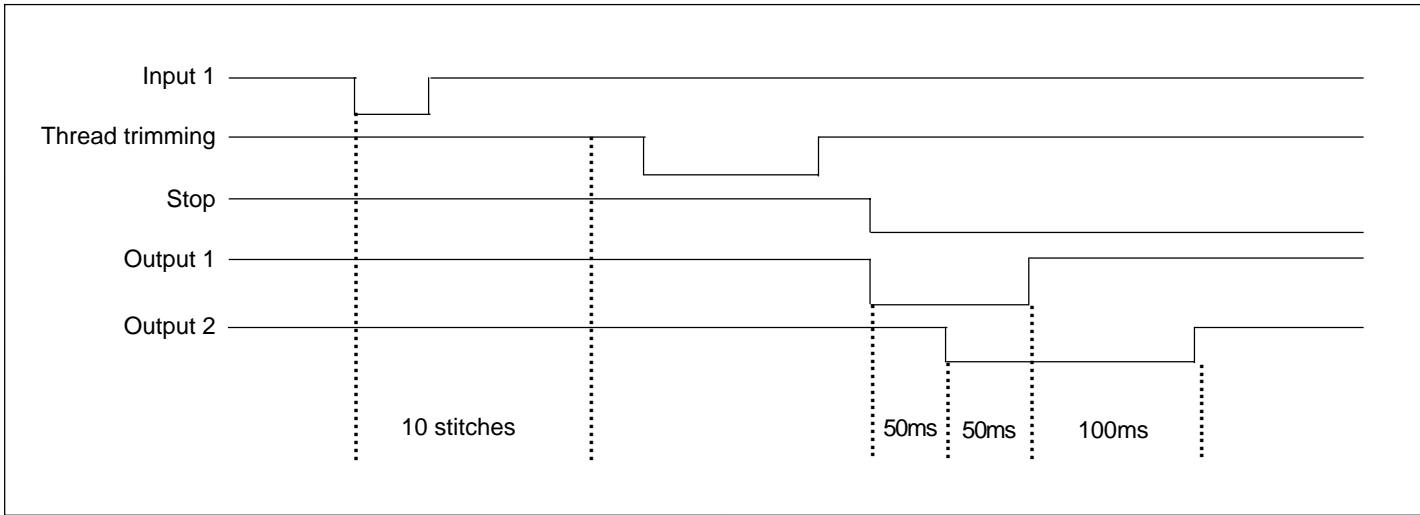 Input 1
Thread trimming
Stop
Output 1
Output 2
10 stitches
50ms
50ms
100ms